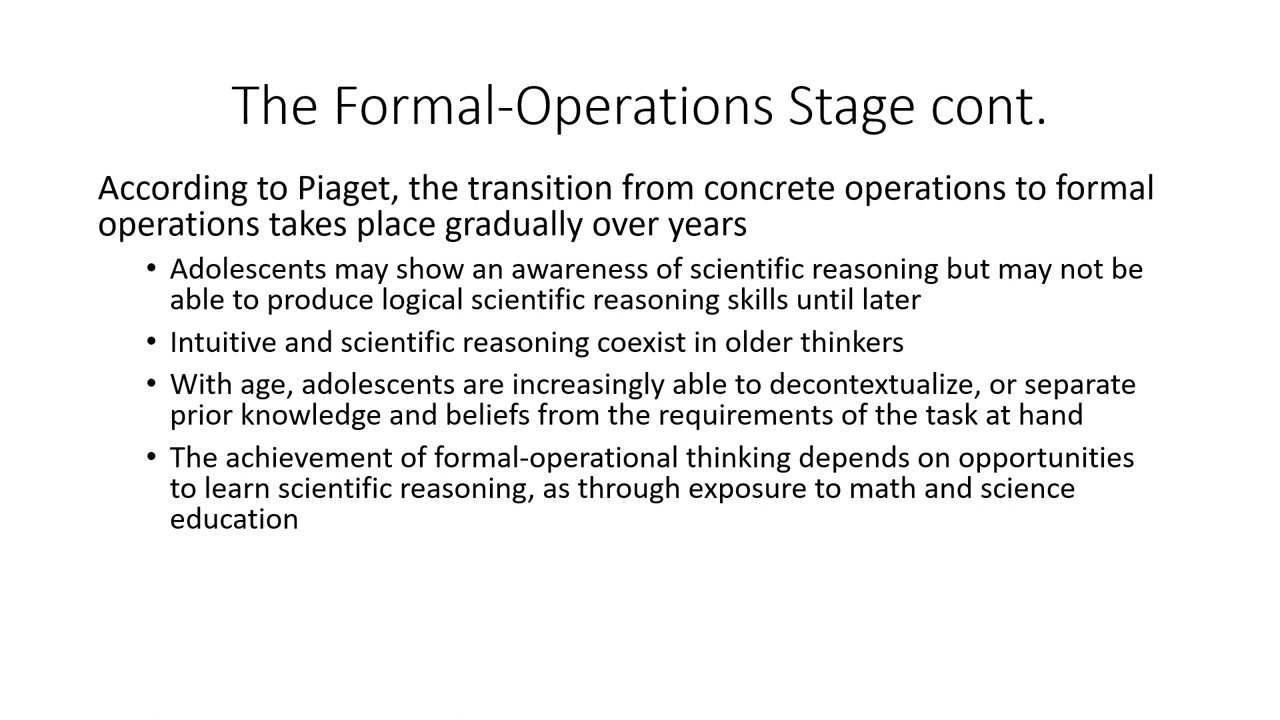 The Formal-Operations Stage cont.
According to Piaget, the transition from concrete operations to formal
operations takes place gradually over years
• Adolescents may show an awareness of scientific reasoning but may not be
able to produce logical scientific reasoning skills until later
• Intuitive and scientific reasoning coexist in older thinkers
• With age, adolescents are increasingly able to decontextualize, or separate
prior knowledge and beliefs from the requirements of the task at hand
• The achievement of formal-operational thinking depends on opportunities
to learn scientific reasoning, as through exposure to math and science
education